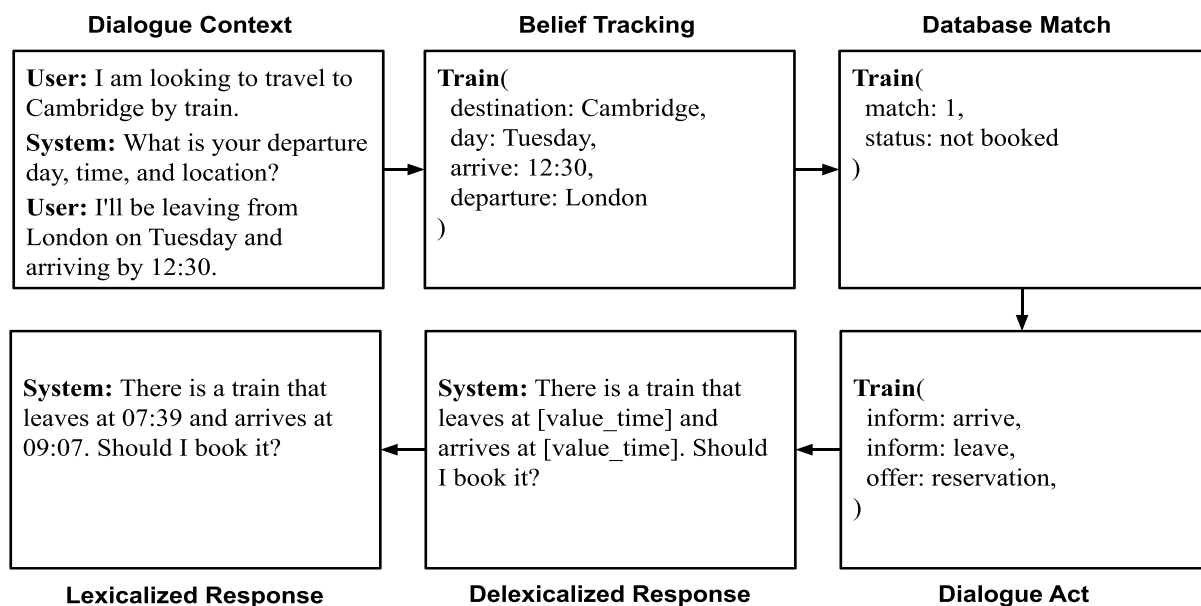 Dialogue Context
User: I am looking to travel to
Cambridge by train.
System: What is your departure
day, time, and location?
User: I'll be leaving from
London on Tuesday and
arriving by 12:30.
Belief Tracking
Train(
destination: Cambridge,
day: Tuesday,
arrive: 12:30,
departure: London
)
Database Match
Train(
match: 1,
status: not booked
)
Train(
inform: arrive,
inform: leave,
offer: reservation,
)
Dialogue Act
System: There is a train that
leaves at [value_time] and
arrives at [value_time]. Should
I book it?
Delexicalized Response
System: There is a train that
leaves at 07:39 and arrives at
09:07. Should I book it?
Lexicalized Response